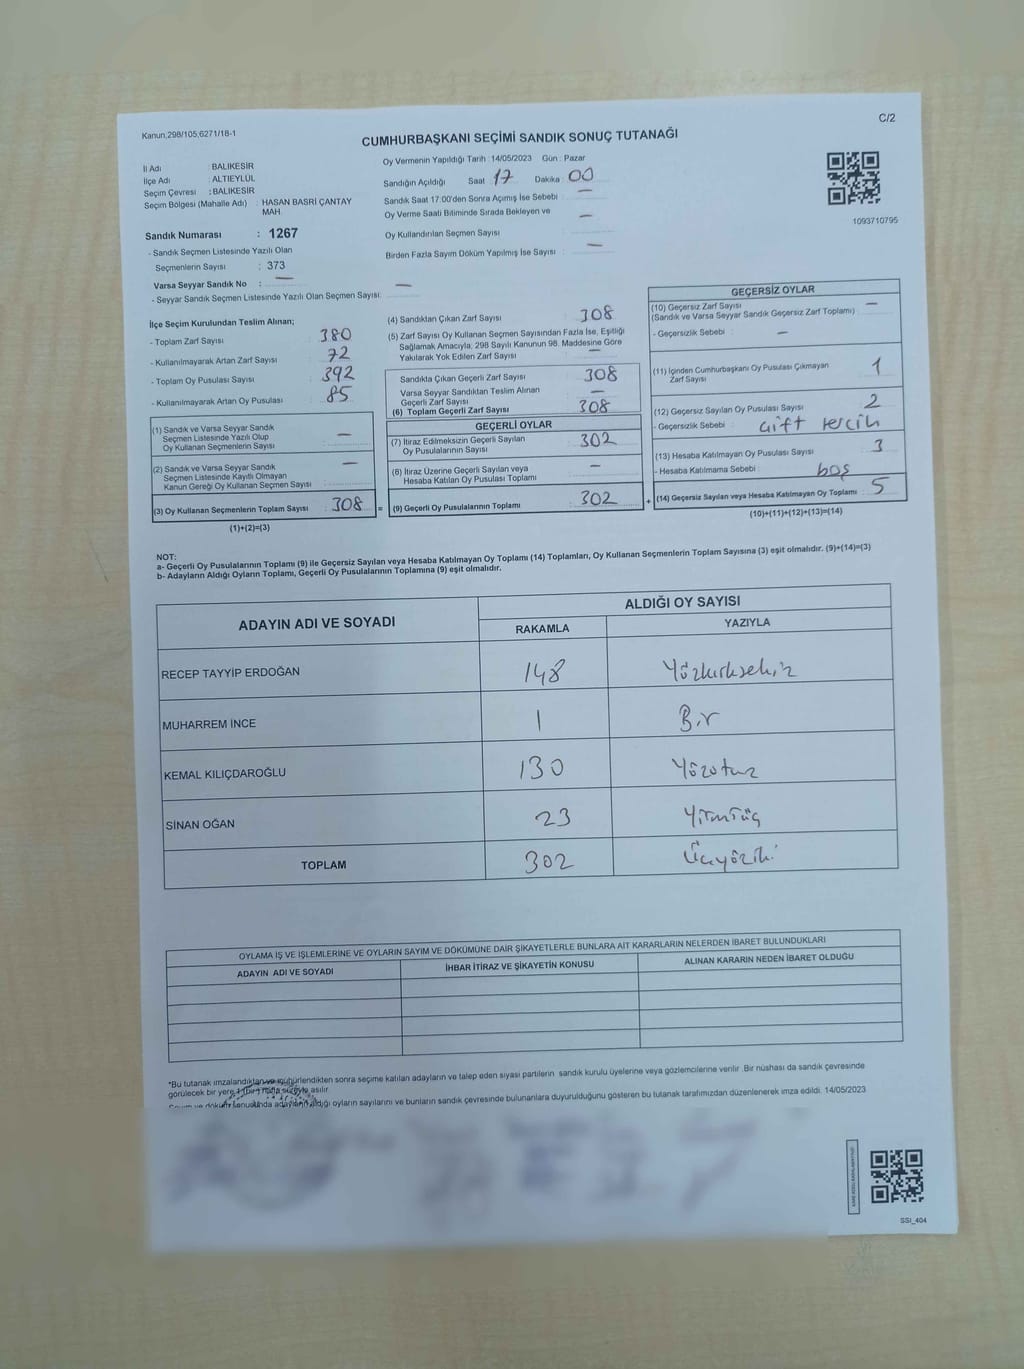 Kanun,298/105,6271/18-1
C/2
CUMHURBAŞKANI SEÇİMİ SANDIK SONUÇ TUTANAĞI
İl Adı : BALIKESİR
İlçe Adı : ALTIEYLÜL
Seçim Çevresi : BALIKESİR
Seçim Bölgesi (Mahalle Adı) : HASAN BASRİ ÇANTAY MAH.
Sandık Numarası : 1267
- Sandık Seçmen Listesinde Yazılı Olan
Seçmenlerin Sayısı : 373
Varsa Seyyar Sandık No : —
- Seyyar Sandık Seçmen Listesinde Yazılı Olan Seçmen Sayısı: —
Oy Vermenin Yapıldığı Tarih : 14/05/2023 Gün : Pazar
Sandığın Açıldığı Saat 17 Dakika 00
Sandık Saat 17:00'den Sonra Açımış İse Sebebi : —
Oy Verme Saati Bitiminde Sırada Bekleyen ve
Oy Kullandırılan Seçmen Sayısı : —
Birden Fazla Sayım Döküm Yapılmış İse Sayısı : —
1093710795
İlçe Seçim Kurulundan Teslim Alınan;
- Toplam Zarf Sayısı : 380
- Kullanılmayarak Artan Zarf Sayısı : 72
- Toplam Oy Pusulası Sayısı : 392
- Kullanılmayarak Artan Oy Pusulası : 85
(1) Sandık ve Varsa Seyyar Sandık
Seçmen Listesinde Yazılı Olup
Oy Kullanan Seçmenlerin Sayısı : —
(2) Sandık ve Varsa Seyyar Sandık
Seçmen Listesinde Kayıtlı Olmayan
Kanun Gereği Oy Kullanan Seçmen Sayısı : —
(3) Oy Kullanan Seçmenlerin Toplam Sayısı : 308 =
(1)+(2)=(3)
(4) Sandıktan Çıkan Zarf Sayısı : 308
(5) Zarf Sayısı Oy Kullanan Seçmen Sayısından Fazla İse, Eşitliği
Sağlamak Amacıyla; 298 Sayılı Kanunun 98. Maddesine Göre
Yakılarak Yok Edilen Zarf Sayısı : —
Sandıkta Çıkan Geçerli Zarf Sayısı : 308
Varsa Seyyar Sandıktan Teslim Alınan
Geçerli Zarf Sayısı : —
(6) Toplam Geçerli Zarf Sayısı : 308
GEÇERLİ OYLAR
(7) İtiraz Edilmeksizin Geçerli Sayılan
Oy Pusulalarının Sayısı : 302
(8) İtiraz Üzerine Geçerli Sayılan veya
Hesaba Katılan Oy Pusulası Toplamı : —
(9) Geçerli Oy Pusulalarının Toplamı : 302 +
GEÇERSİZ OYLAR
(10) Geçersiz Zarf Sayısı : —
(Sandık ve Varsa Seyyar Sandık Geçersiz Zarf Toplamı)
- Geçersizlik Sebebi : —
(11) İçinden Cumhurbaşkanı Oy Pusulası Çıkmayan
Zarf Sayısı : 1
(12) Geçersiz Sayılan Oy Pusulası Sayısı : 2
- Geçersizlik Sebebi : Çift tercih
(13) Hesaba Katılmayan Oy Pusulası Sayısı : 3
- Hesaba Katılmama Sebebi : boş
(14) Geçersiz Sayılan veya Hesaba Katılmayan Oy Toplamı : 5
(10)+(11)+(12)+(13)=(14)
NOT:
a- Geçerli Oy Pusulalarının Toplamı (9) ile Geçersiz Sayılan veya Hesaba Katılmayan Oy Toplamı (14) Toplamları, Oy Kullanan Seçmenlerin Toplam Sayısına (3) eşit olmalıdır. (9)+(14)=(3)
b- Adayların Aldığı Oyların Toplamı, Geçerli Oy Pusulalarının Toplamına (9) eşit olmalıdır.
ADAYIN ADI VE SOYADI
ALDIĞI OY SAYISI
RAKAMLA YAZIYLA
RECEP TAYYİP ERDOĞAN 148 Yüzkırksekiz
MUHARREM İNCE 1 Bir
KEMAL KILIÇDAROĞLU 130 Yüzotuz
SİNAN OĞAN 23 Yirmiüç
TOPLAM 302 Üçyüziki
OYLAMA İŞ VE İŞLEMLERİNE VE OYLARIN SAYIM VE DÖKÜMÜNE DAİR ŞİKAYETLERLE BUNLARA AİT KARARLARIN NELERDEN İBARET BULUNDUKLARI
ADAYIN ADI VE SOYADI İHBAR İTİRAZ VE ŞİKAYETİN KONUSU ALINAN KARARIN NEDEN İBARET OLDUĞU
*Bu tutanak imzalandıktan ve mühürlendikten sonra seçime katılan adayların ve talep eden siyasi partilerin sandık kurulu üyelerine veya gözlemcilerine verilir. Bir nüshası da sandık çevresinde
görülecek bir yere 1 (bir) hafta süreyle asılır.
Sayım ve döküm sonucunda adayların aldığı oyların sayılarını ve bunların sandık çevresinde bulunanlara duyurulduğunu gösteren bu tutanak tarafımızdan düzenlenerek imza edildi. 14/05/2023
SSI_404